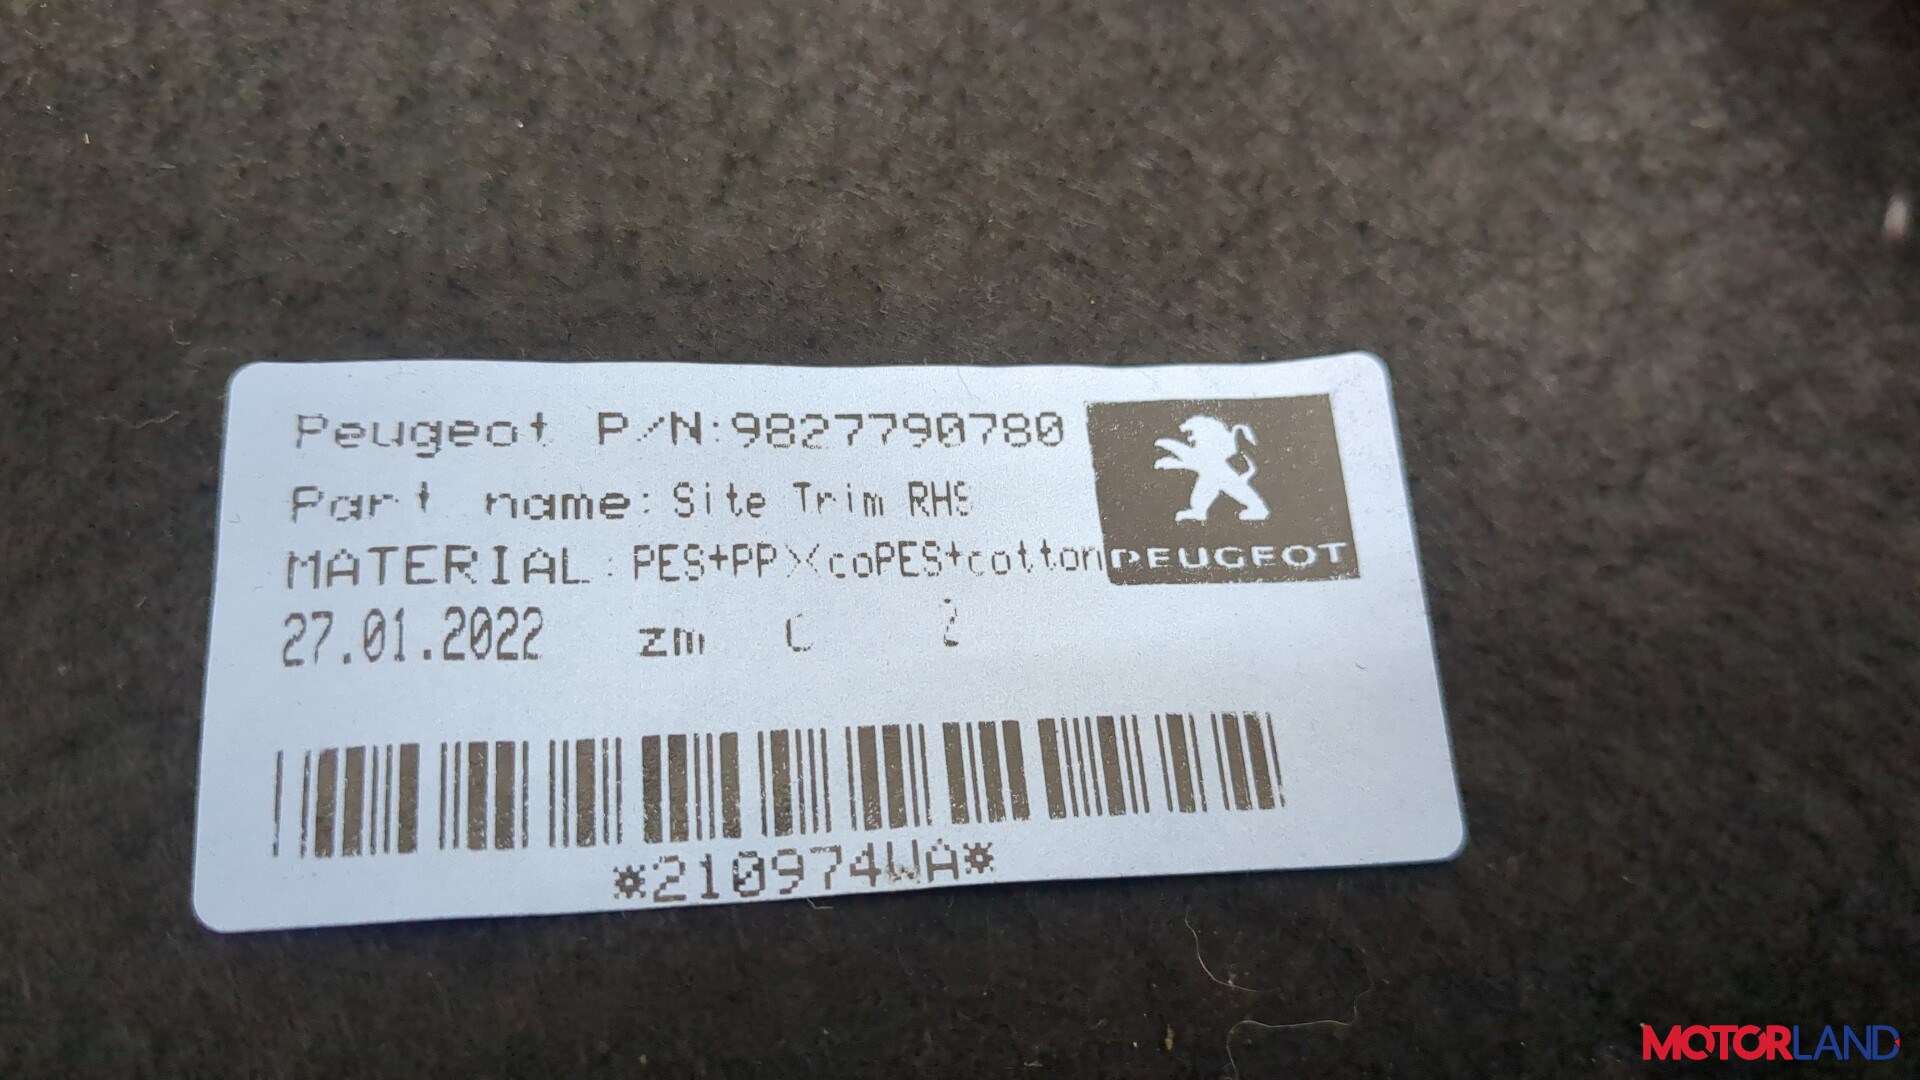 Peugeot P/N:9827790780
Part name: Site Trim RHS
MATERIAL: PES+PP><coPES+cotton
PEUGEOT
27.01.2022 zm C 2
*210974WA*
MOTORLAND